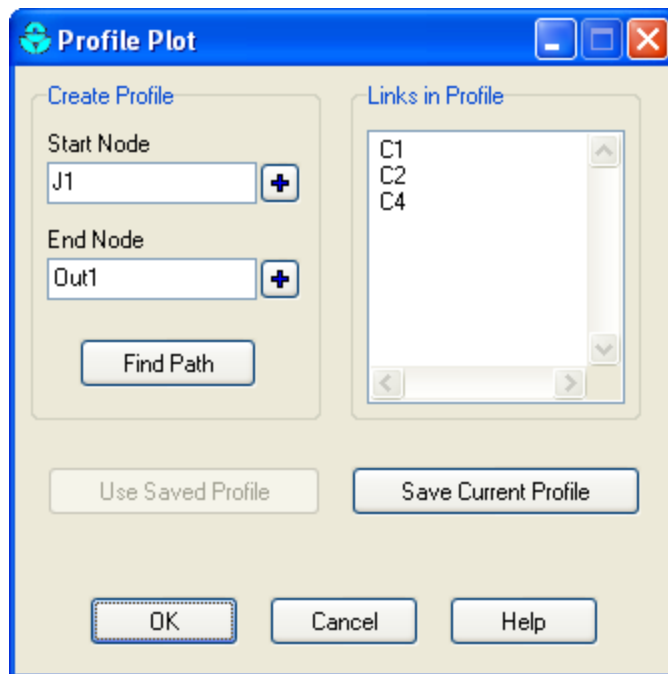 Profile Plot
Create Profile
Start Node
J1
End Node
Out1
Find Path
Links in Profile
C1
C2
C4
Use Saved Profile
Save Current Profile
OK
Cancel
Help